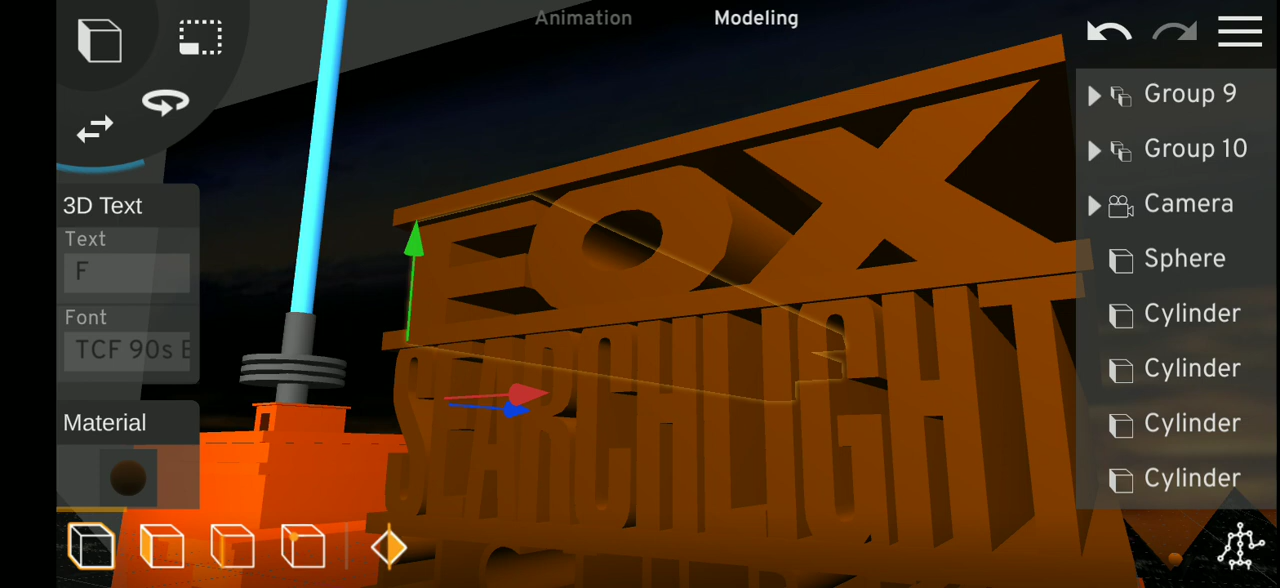 Animation
Modeling
3D Text
Text
F
Font
TCF 90s E
Material
Group 9
Group 10
Camera
Sphere
Cylinder
Cylinder
Cylinder
Cylinder
FOX
SEARCHLIGHT